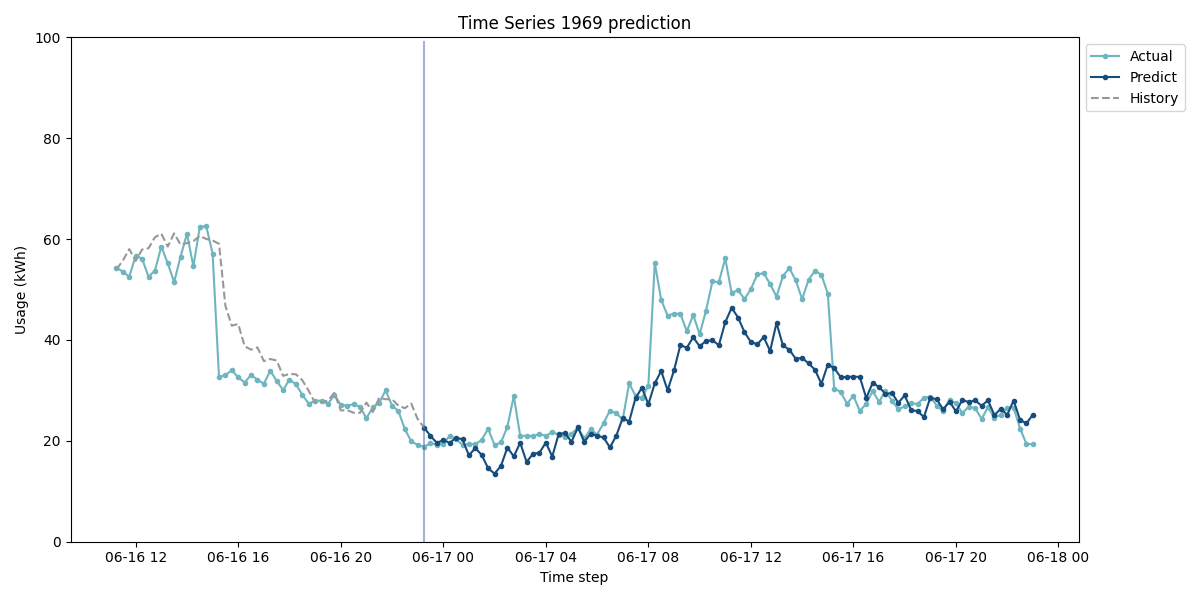 Time Series 1969 prediction
Usage (kWh)
100
80
60
40
20
0
06-16 12
06-16 16
06-16 20
06-17 00
06-17 04
06-17 08
06-17 12
06-17 16
06-17 20
06-18 00
Time step
Actual
Predict
History